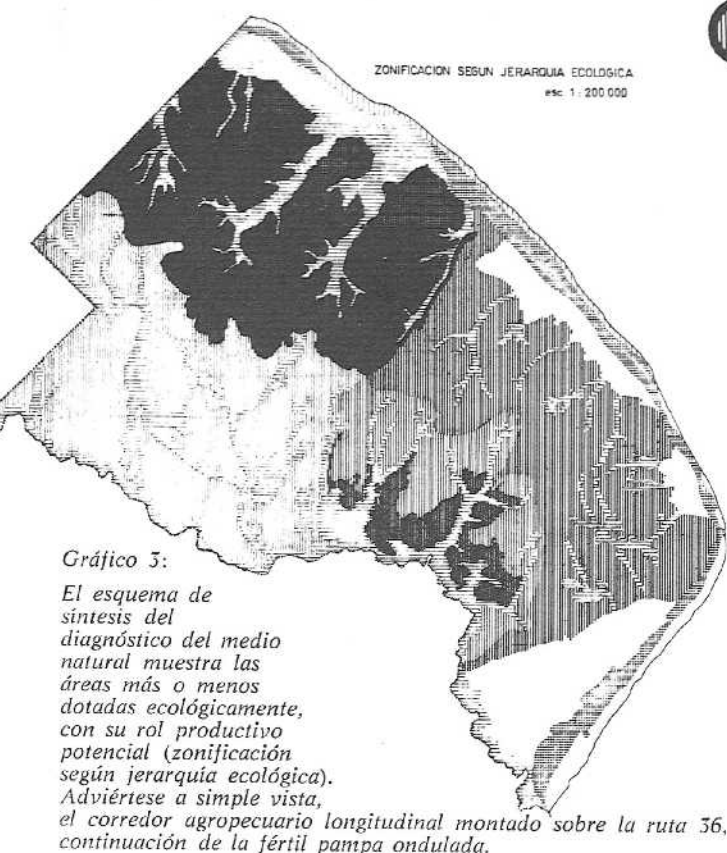 ZONIFICACION SEGUN JERARQUIA ECOLOGICA
esc. 1 : 200 000
Gráfico 3:
El esquema de
síntesis del
diagnóstico del medio
natural muestra las
áreas más o menos
dotadas ecológicamente,
con su rol productivo
potencial (zonificación
según jerarquía ecológica).
Adviértese a simple vista,
el corredor agropecuario longitudinal montado sobre la ruta 36,
continuación de la fértil pampa ondulada.